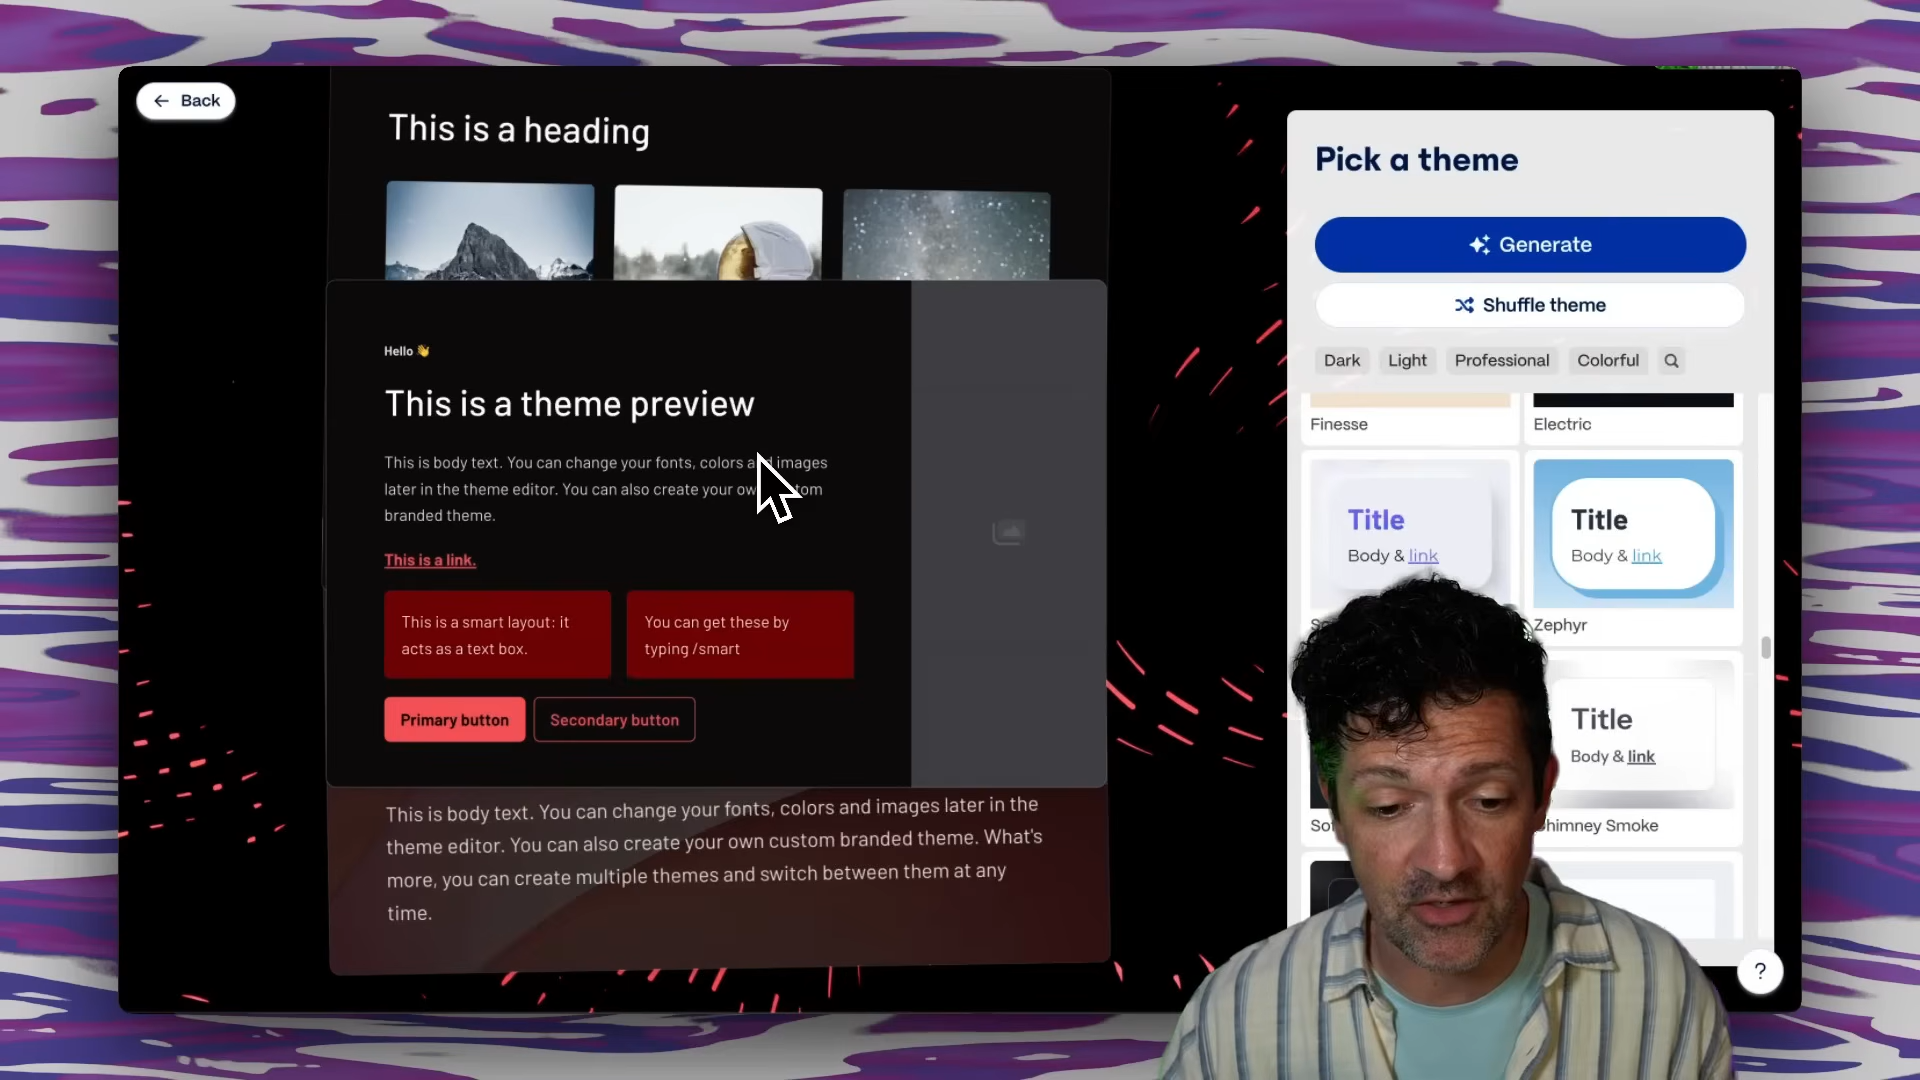 Back
This is a heading
Hello 👋
This is a theme preview
This is body text. You can change your fonts, colors and images
later in the theme editor. You can also create your own custom
branded theme.
This is a link.
This is a smart layout: it
acts as a text box.
You can get these by
typing /smart
Primary button
Secondary button
This is body text. You can change your fonts, colors and images later in the
theme editor. You can also create your own custom branded theme. What's
more, you can create multiple themes and switch between them at any
time.
Pick a theme
Generate
Shuffle theme
Dark
Light
Professional
Colorful
Finesse
Electric
Title
Body & link
Title
Body & link
Zephyr
Title
Body & link
Chimney Smoke
?